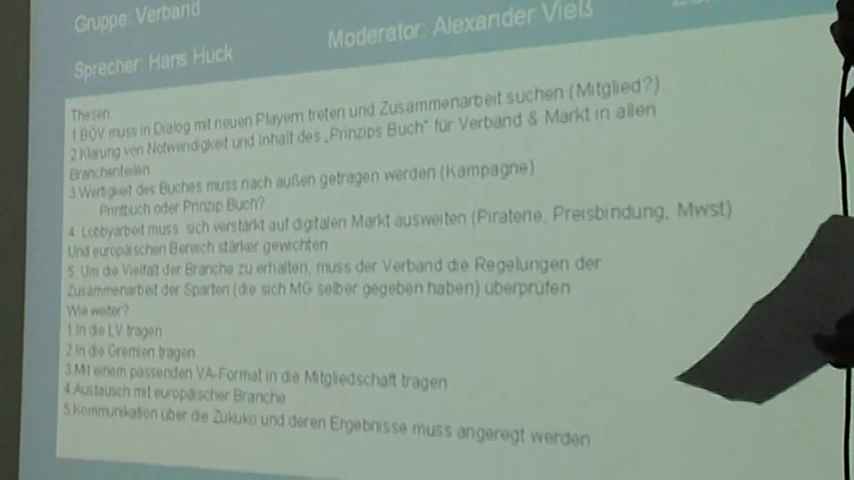 Gruppe: Verband
Sprecher: Hans Huck
Moderator: Alexander Vieß
Thesen
1 BÖV muss in Dialog mit neuen Playern treten und Zusammenarbeit suchen (Mitglied?)
2.Klärung von Notwendigkeit und Inhalt des „Prinzips Buch“ für Verband & Markt in allen
Branchenteilen
3.Wertigkeit des Buches muss nach außen getragen werden (Kampagne)
Printbuch oder Prinzip Buch?
4. Lobbyarbeit muss sich verstärkt auf digitalen Markt ausweiten (Piraterie, Preisbindung, Mwst)
Und europäischen Bereich stärker gewichten
5. Um die Vielfalt der Branche zu erhalten, muss der Verband die Regelungen der
Zusammenarbeit der Sparten (die sich MG selber gegeben haben) überprüfen
Wie weiter?
1.In die LV tragen
2.In die Gremien tragen
3.Mit einem passenden VA-Format in die Mitgliedschaft tragen
4.Austausch mit europäischer Branche
5.Kommunikation über die Zukuko und deren Ergebnisse muss angeregt werden